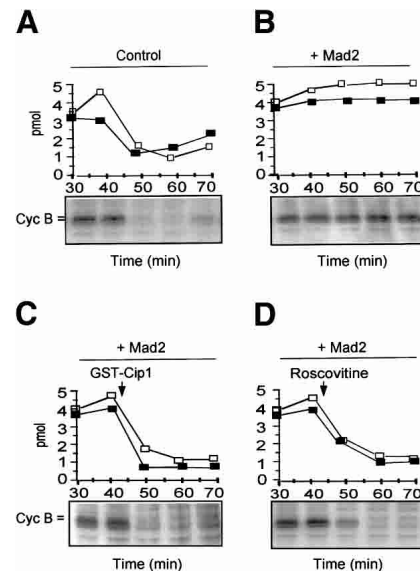 A
Control
pmol
5
4
3
2
1
0
30 40 50 60 70
Cyc B =
Time (min)
B
+ Mad2
5
4
3
2
1
0
30 40 50 60 70
Time (min)
C
+ Mad2
GST-Cip1
pmol
5
4
3
2
1
0
30 40 50 60 70
Cyc B =
Time (min)
D
+ Mad2
Roscovitine
5
4
3
2
1
0
30 40 50 60 70
Time (min)